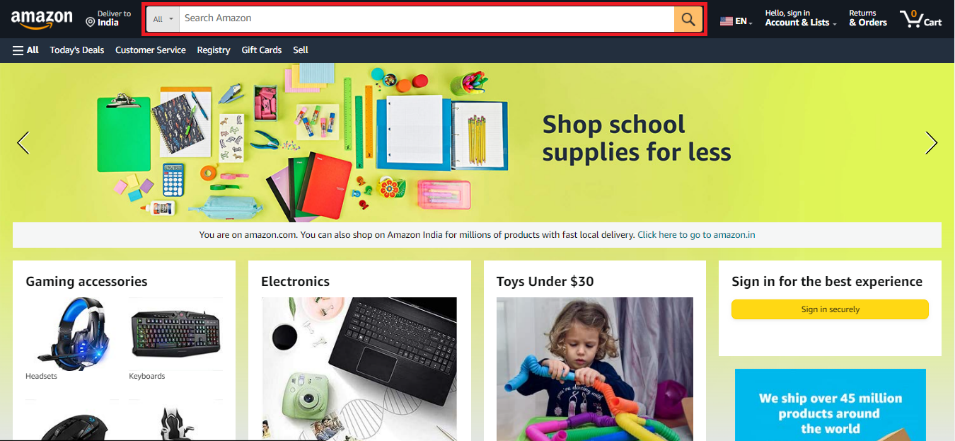 amazon
Deliver to
India
All
Search Amazon
EN
Hello, sign in
Account & Lists
Returns
& Orders
0
Cart
All
Today's Deals
Customer Service
Registry
Gift Cards
Sell
Shop school
supplies for less
You are on amazon.com. You can also shop on Amazon India for millions of products with fast local delivery. Click here to go to amazon.in
Gaming accessories
Headsets
Keyboards
Electronics
Toys Under $30
Sign in for the best experience
Sign in securely
We ship over 45 million
products around
the world